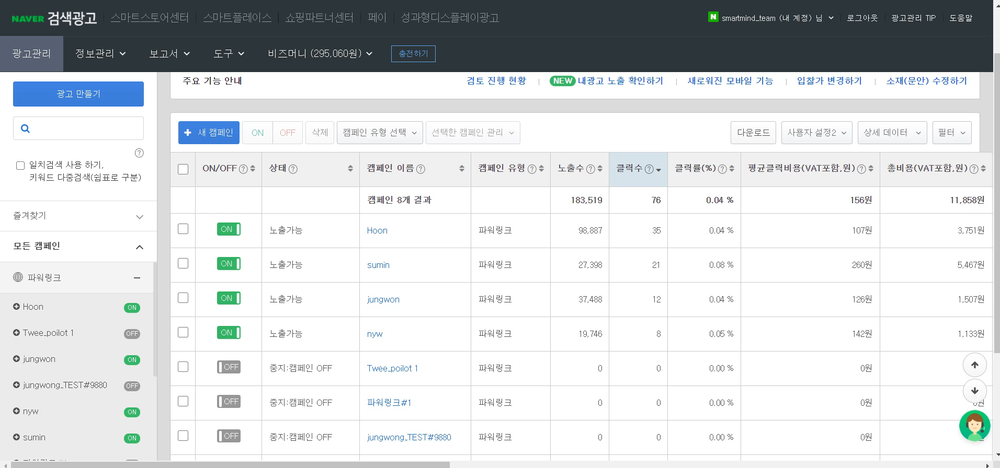 NAVER 검색광고 스마트스토어센터 스마트플레이스 쇼핑파트너센터 페이 성과형디스플레이광고 N smartmind_team (내 계정) 님 로그아웃 광고관리 TIP 도움말
광고관리 정보관리 보고서 도구 비즈머니 (295,060원) 충전하기
주요 기능 안내 검토 진행 현황 NEW 내광고 노출 확인하기 새로워진 모바일 기능 입찰가 변경하기 소재(문안) 수정하기
광고 만들기
일치검색 사용 하기,
키워드 다중검색(쉼표로 구분)
즐겨찾기
모든 캠페인
파워링크
Hoon ON
Twee_poilot 1 OFF
jungwon ON
jungwong_TEST#9880 OFF
nyw ON
sumin ON
+ 새 캠페인 ON OFF 삭제 캠페인 유형 선택 선택한 캠페인 관리 다운로드 사용자 설정2 상세 데이터 필터
ON/OFF 상태 캠페인 이름 캠페인 유형 노출수 클릭수 클릭률(%) 평균클릭비용(VAT포함,원) 총비용(VAT포함,원)
캠페인 8개 결과 183,519 76 0.04 % 156원 11,858원
ON 노출가능 Hoon 파워링크 98,887 35 0.04 % 107원 3,751원
ON 노출가능 sumin 파워링크 27,398 21 0.08 % 260원 5,467원
ON 노출가능 jungwon 파워링크 37,488 12 0.04 % 126원 1,507원
ON 노출가능 nyw 파워링크 19,746 8 0.05 % 142원 1,133원
OFF 중지:캠페인 OFF Twee_poilot 1 파워링크 0 0 0.00 % 0원
OFF 중지:캠페인 OFF 파워링크#1 파워링크 0 0 0.00 % 0원 0원
OFF 중지:캠페인 OFF jungwong_TEST#9880 파워링크 0 0 0.00 % 0원